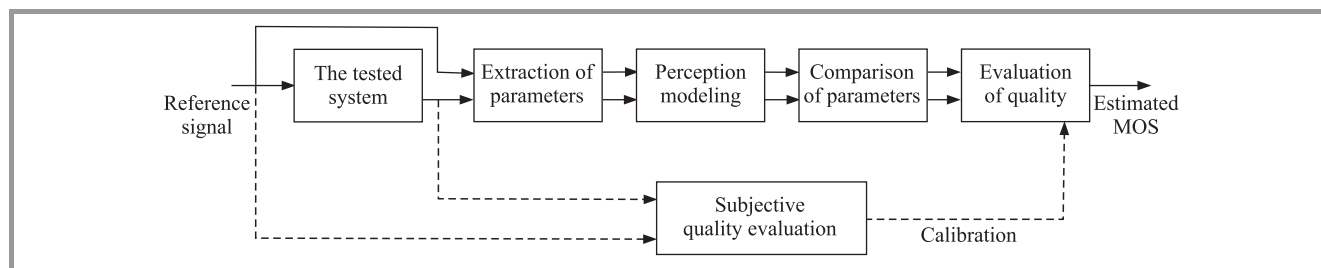 The tested
system
Extraction of
parameters
Perception
modeling
Comparison
of parameters
Evaluation
of quality
Reference
signal
Estimated
MOS
Subjective
quality evaluation
Calibration